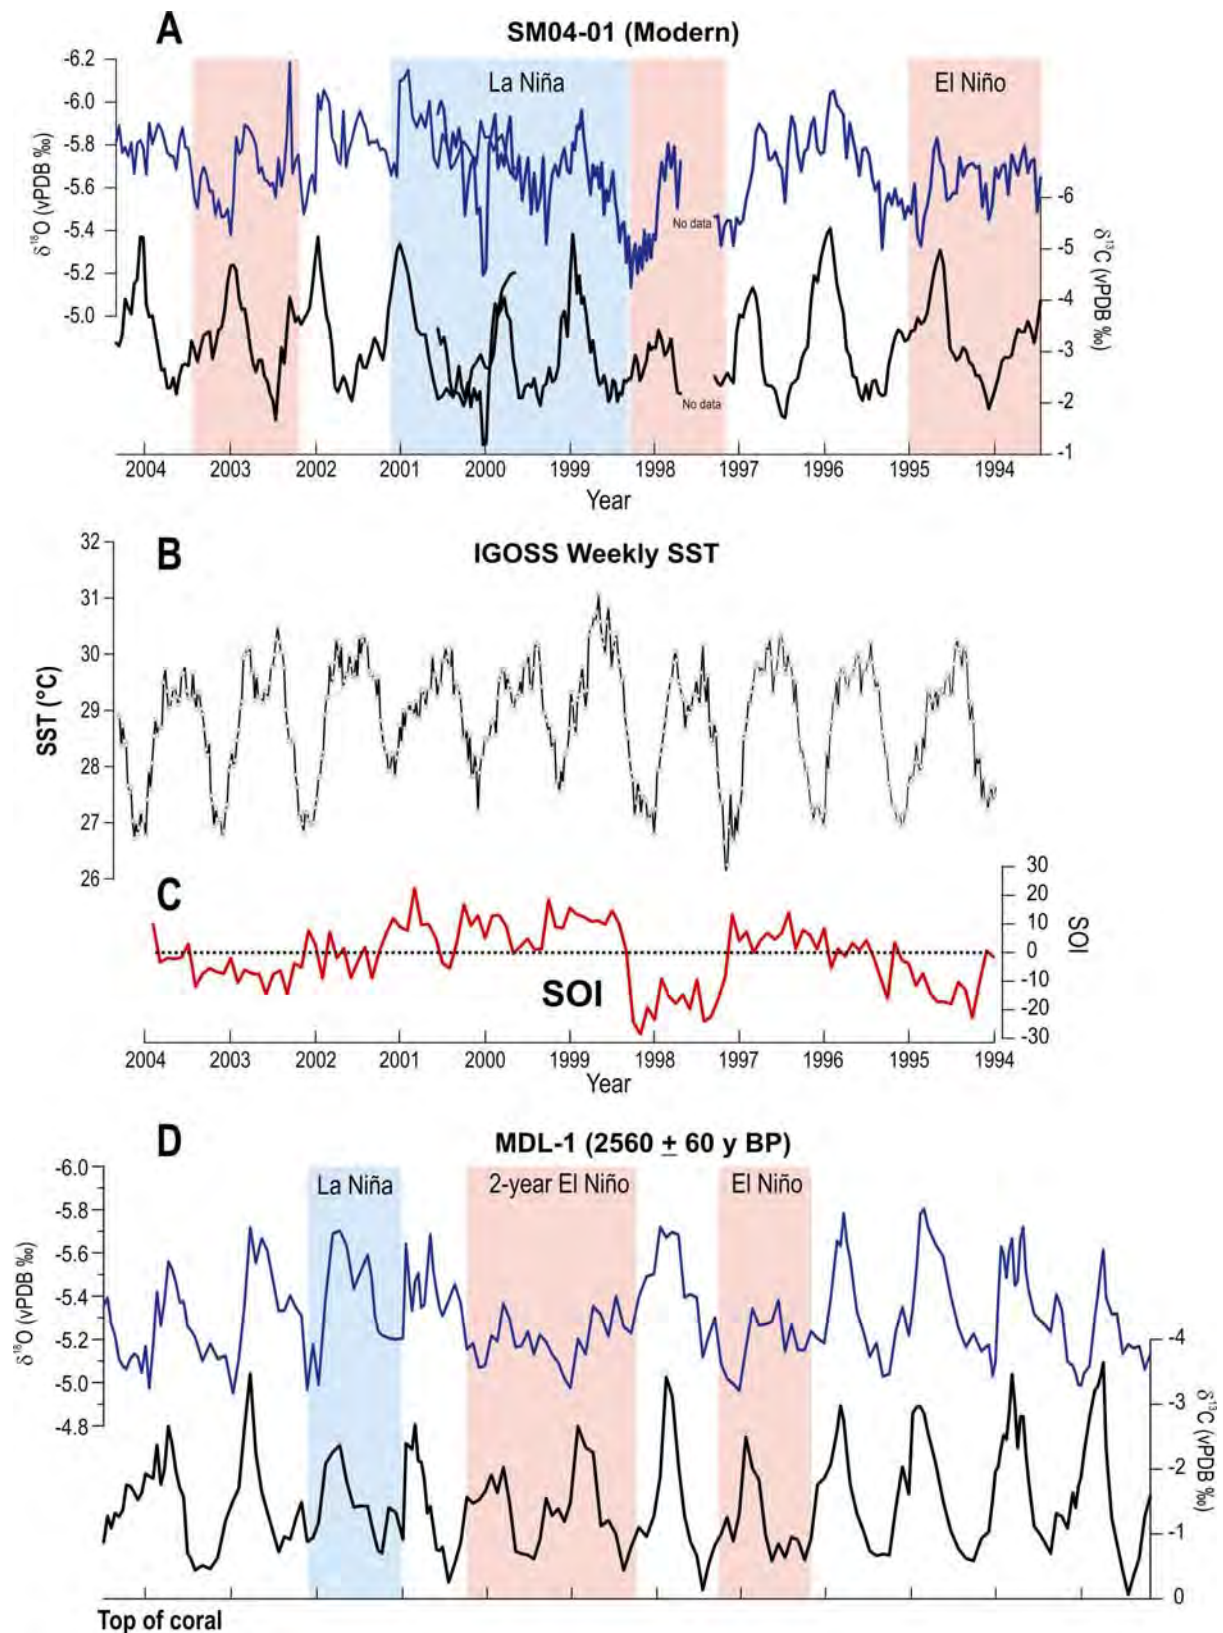 A
SM04-01 (Modern)
-6.2
-6.0
-5.8
-5.6
-5.4
-5.2
-5.0
δ18O (vPDB ‰)
La Niña
El Niño
No data
No data
-6
-5
-4
-3
-2
-1
δ13C (vPDB ‰)
2004 2003 2002 2001 2000 1999 1998 1997 1996 1995 1994
Year
B
IGOSS Weekly SST
32
31
30
29
28
27
26
SST (°C)
C
30
20
10
0
-10
-20
-30
SOI
SOI
2004 2003 2002 2001 2000 1999 1998 1997 1996 1995 1994
Year
D
MDL-1 (2560 ± 60 y BP)
-6.0
-5.8
-5.6
-5.4
-5.2
-5.0
-4.8
δ18O (vPDB ‰)
La Niña
2-year El Niño
El Niño
-4
-3
-2
-1
0
δ13C (vPDB ‰)
Top of coral